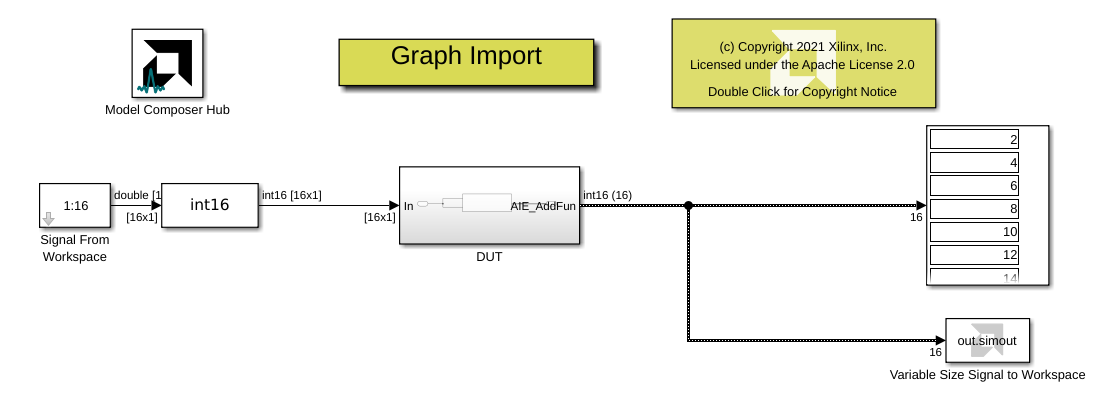 Graph Import
(c) Copyright 2021 Xilinx, Inc.
Licensed under the Apache License 2.0
Double Click for Copyright Notice
Model Composer Hub
1:16
Signal From
Workspace
double [1
[16x1]
int16
int16 [16x1]
[16x1]
In
AIE_AddFun
DUT
int16 (16)
16
2
4
6
8
10
12
14
16
out.simout
Variable Size Signal to Workspace